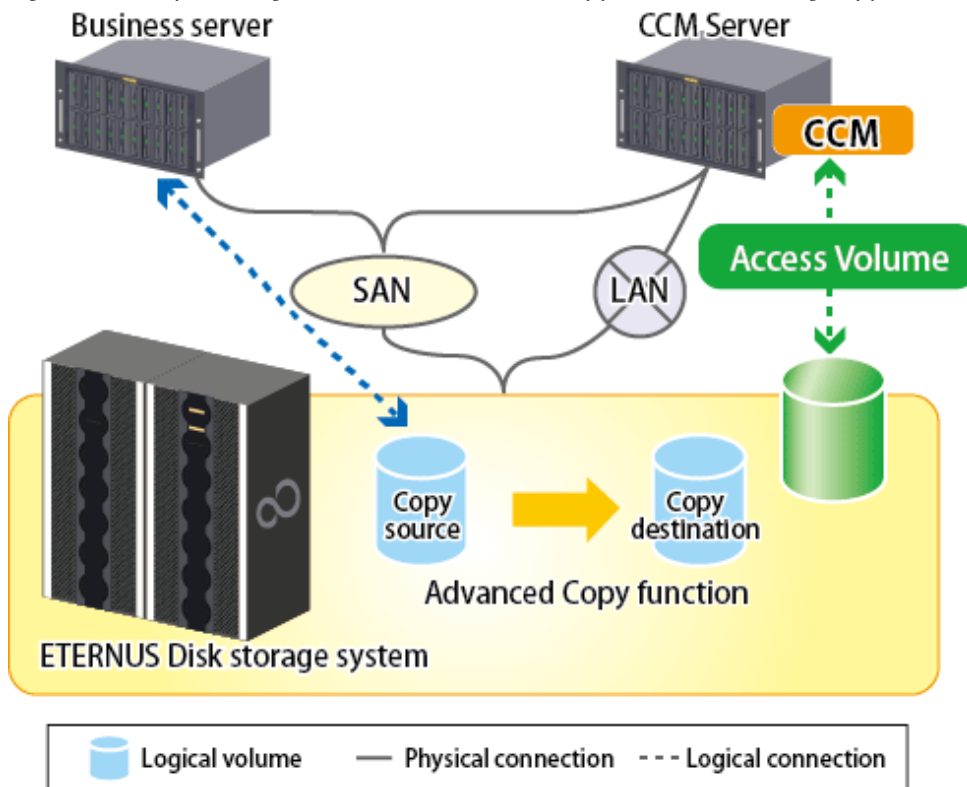 Business server
CCM Server
CCM
Access Volume
SAN
LAN
Copy
source
Copy
destination
Advanced Copy function
ETERNUS Disk storage system
Logical volume
Physical connection
Logical connection